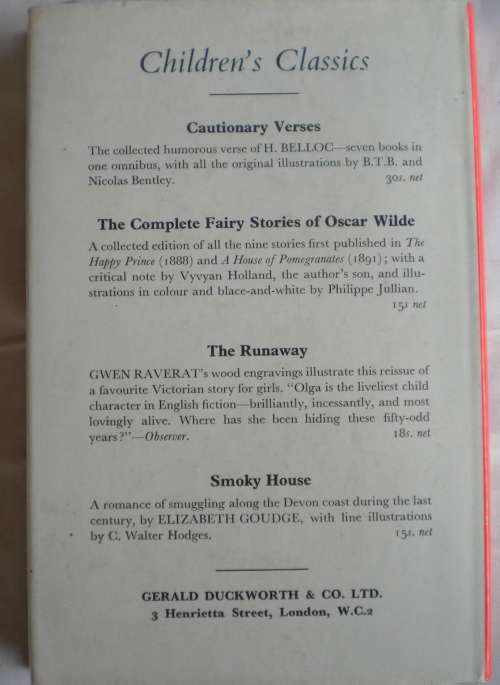 Children's Classics
Cautionary Verses
The collected humorous verse of H. BELLOC—seven books in
one omnibus, with all the original illustrations by B.T.B. and
Nicolas Bentley. 30s. net
The Complete Fairy Stories of Oscar Wilde
A collected edition of all the nine stories first published in The
Happy Prince (1888) and A House of Pomegranates (1891); with a
critical note by Vyvyan Holland, the author's son, and illu-
strations in colour and blace-and-white by Philippe Jullian.
15s net
The Runaway
GWEN RAVERAT's wood engravings illustrate this reissue of
a favourite Victorian story for girls. "Olga is the liveliest child
character in English fiction—brilliantly, incessantly, and most
lovingly alive. Where has she been hiding these fifty-odd
years?"—Observer. 18s. net
Smoky House
A romance of smuggling along the Devon coast during the last
century, by ELIZABETH GOUDGE, with line illustrations
by C. Walter Hodges. 15s. net
GERALD DUCKWORTH & CO. LTD.
3 Henrietta Street, London, W.C.2